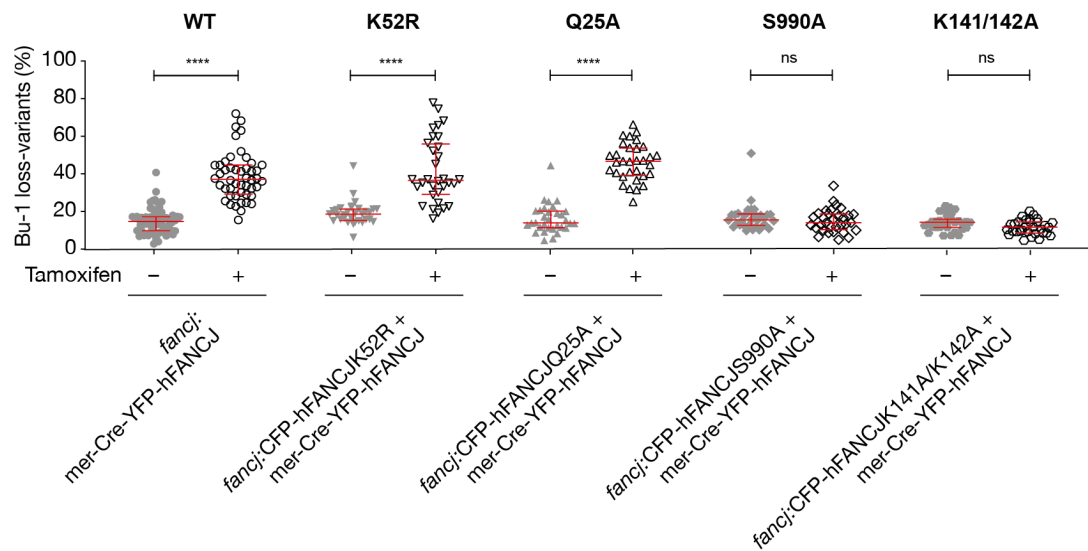 WT K52R Q25A S990A K141/142A
**** **** **** ns ns
Bu-1 loss-variants (%)
100
80
60
40
20
0
Tamoxifen − + − + − + − + − +
fancj:
mer-Cre-YFP-hFANCJ
fancj:CFP-hFANCJK52R +
mer-Cre-YFP-hFANCJ
fancj:CFP-hFANCJQ25A +
mer-Cre-YFP-hFANCJ
fancj:CFP-hFANCJS990A +
mer-Cre-YFP-hFANCJ
fancj:CFP-hFANCJK141A/K142A +
mer-Cre-YFP-hFANCJ